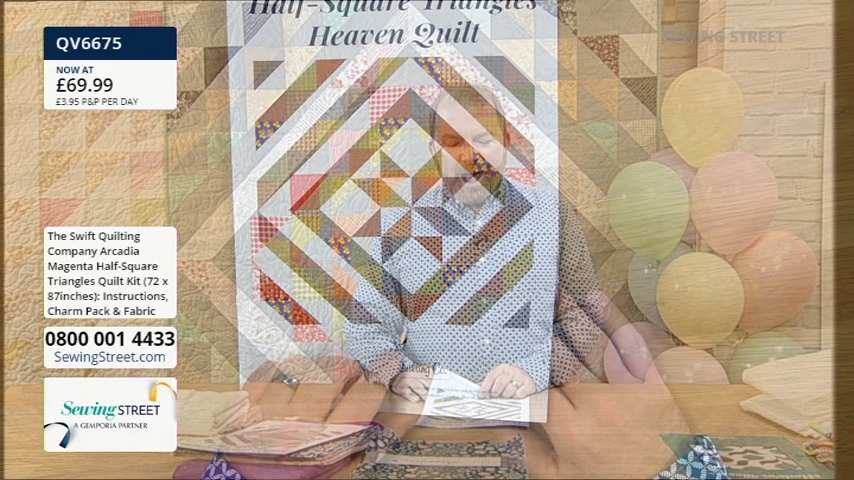 Half-Square Triangles
Heaven Quilt
SEWING STREET
QV6675
NOW AT
£69.99
£3.95 P&P PER DAY
The Swift Quilting
Company Arcadia
Magenta Half-Square
Triangles Quilt Kit (72 x
87inches): Instructions,
Charm Pack & Fabric
0800 001 4433
SewingStreet.com
Sewing STREET
A GEMPORIA PARTNER